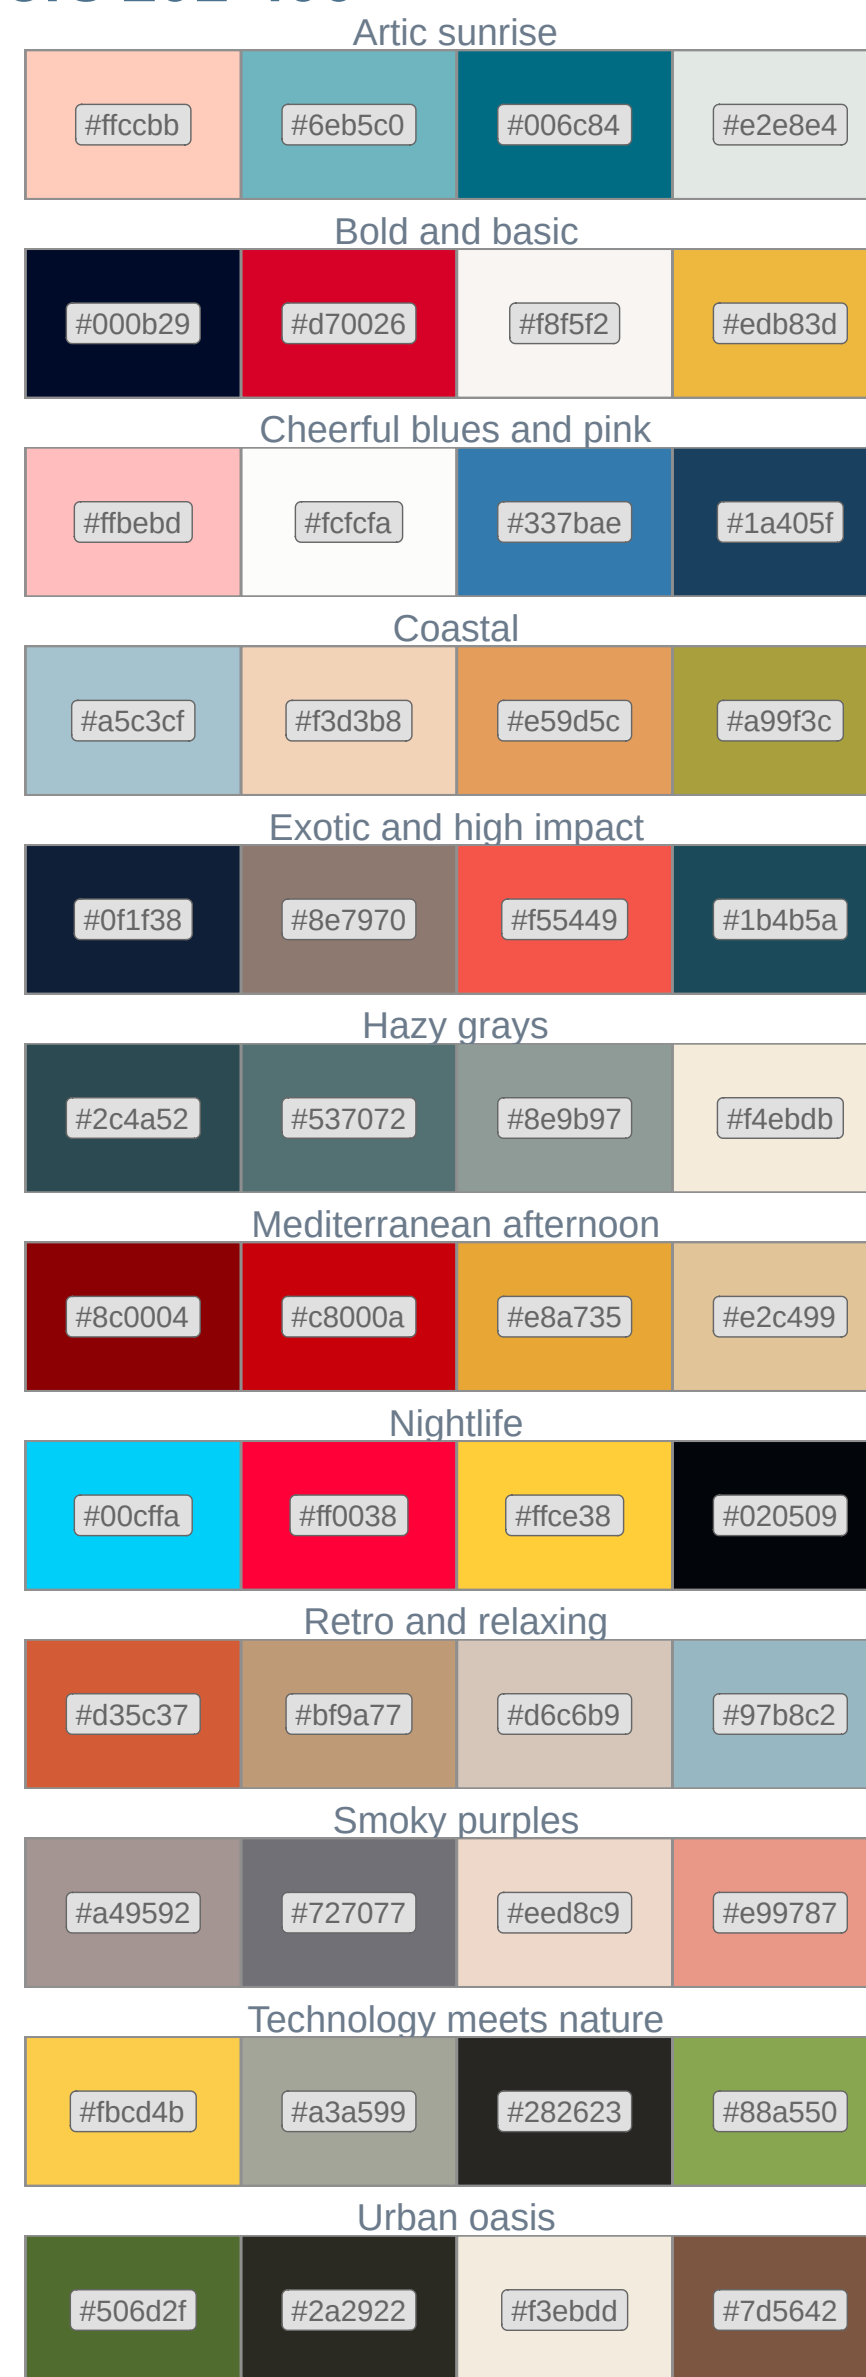 Artic sunrise
#ffccbb #6eb5c0 #006c84 #e2e8e4
Bold and basic
#000b29 #d70026 #f8f5f2 #edb83d
Cheerful blues and pink
#ffbebd #fcfcfa #337bae #1a405f
Coastal
#a5c3cf #f3d3b8 #e59d5c #a99f3c
Exotic and high impact
#0f1f38 #8e7970 #f55449 #1b4b5a
Hazy grays
#2c4a52 #537072 #8e9b97 #f4ebdb
Mediterranean afternoon
#8c0004 #c8000a #e8a735 #e2c499
Nightlife
#00cffa #ff0038 #ffce38 #020509
Retro and relaxing
#d35c37 #bf9a77 #d6c6b9 #97b8c2
Smoky purples
#a49592 #727077 #eed8c9 #e99787
Technology meets nature
#fbcd4b #a3a599 #282623 #88a550
Urban oasis
#506d2f #2a2922 #f3ebdd #7d5642